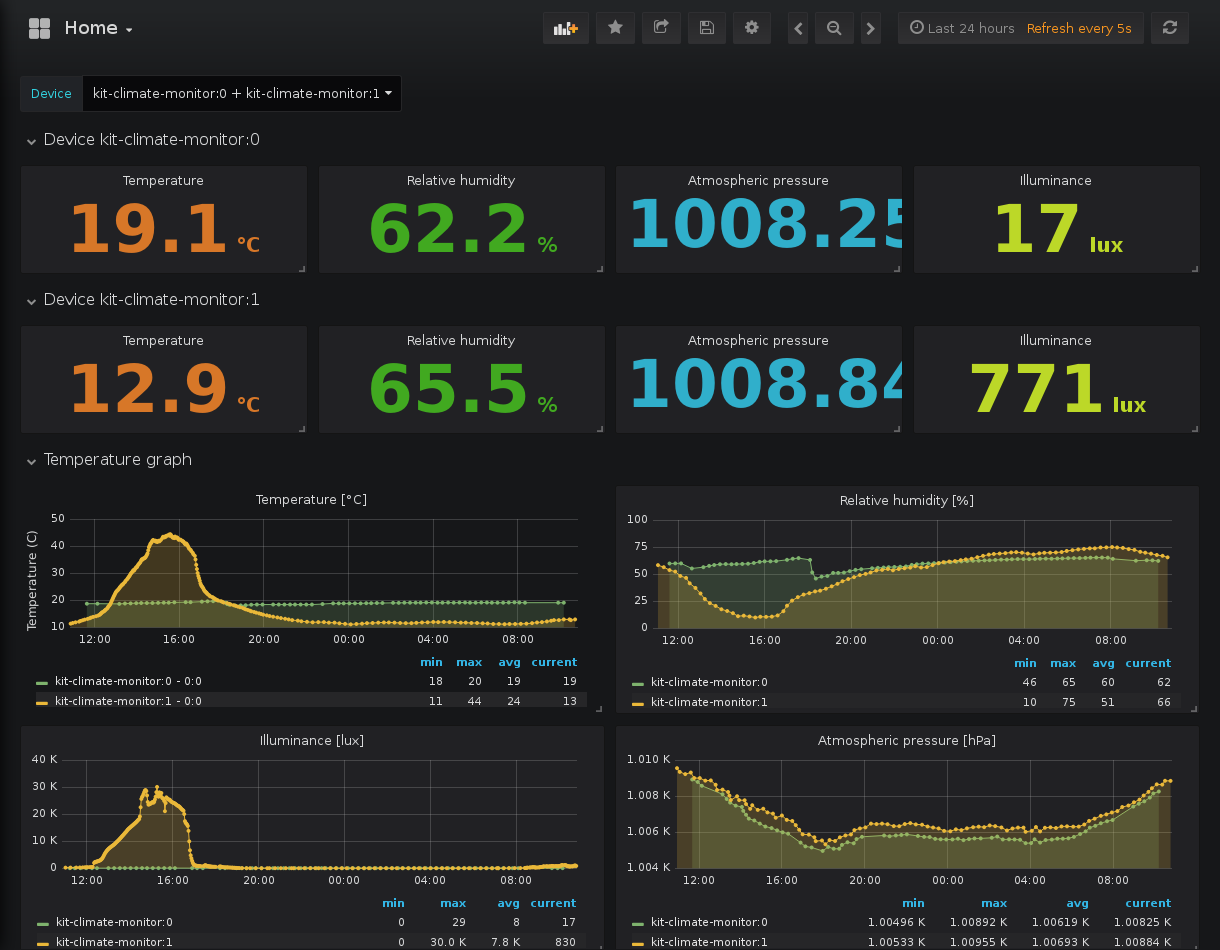 Home
Last 24 hours Refresh every 5s
Device kit-climate-monitor:0 + kit-climate-monitor:1
Device kit-climate-monitor:0
Temperature Relative humidity Atmospheric pressure Illuminance
19.1 °C 62.2 % 1008.25 17 lux
Device kit-climate-monitor:1
Temperature Relative humidity Atmospheric pressure Illuminance
12.9 °C 65.5 % 1008.84 771 lux
Temperature graph
Temperature [°C]
Temperature (C)
50
40
30
20
10
12:00 16:00 20:00 00:00 04:00 08:00
min max avg current
kit-climate-monitor:0 - 0:0 18 20 19 19
kit-climate-monitor:1 - 0:0 11 44 24 13
Relative humidity [%]
100
75
50
25
0
12:00 16:00 20:00 00:00 04:00 08:00
min max avg current
kit-climate-monitor:0 46 65 60 62
kit-climate-monitor:1 10 75 51 66
Illuminance [lux]
40 K
30 K
20 K
10 K
0
12:00 16:00 20:00 00:00 04:00 08:00
min max avg current
kit-climate-monitor:0 0 29 8 17
kit-climate-monitor:1 0 30.0 K 7.8 K 830
Atmospheric pressure [hPa]
1.010 K
1.008 K
1.006 K
1.004 K
12:00 16:00 20:00 00:00 04:00 08:00
min max avg current
kit-climate-monitor:0 1.00496 K 1.00892 K 1.00619 K 1.00825 K
kit-climate-monitor:1 1.00533 K 1.00955 K 1.00693 K 1.00884 K